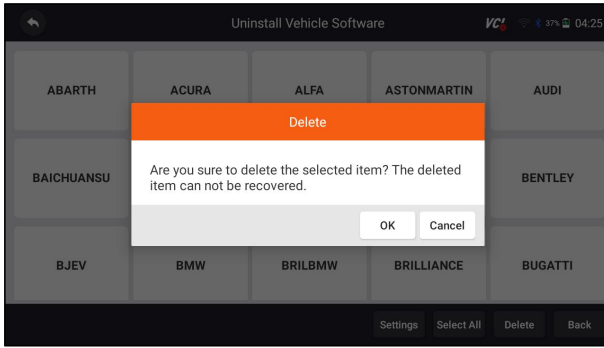 Uninstall Vehicle Software
VCI 37% 04:25
ABARTH ACURA ALFA ASTONMARTIN AUDI
Delete
Are you sure to delete the selected item? The deleted
item can not be recovered.
BAICHUANSU BENTLEY
OK Cancel
BJEV BMW BRILBMW BRILLIANCE BUGATTI
Settings Select All Delete Back